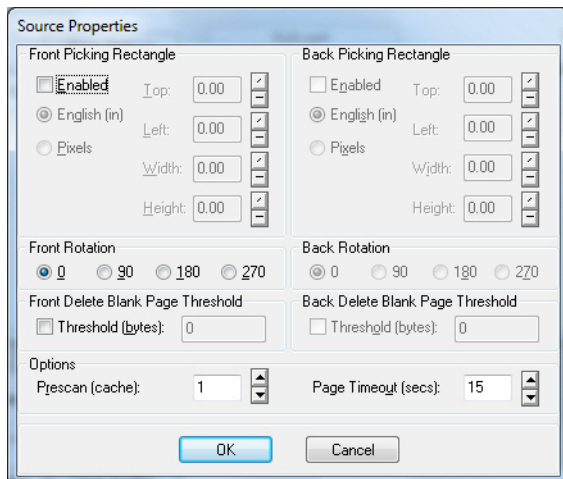 Source Properties
Front Picking Rectangle
Enabled
English (in)
Pixels
Top: 0.00
Left: 0.00
Width: 0.00
Height: 0.00
Back Picking Rectangle
Enabled
English (in)
Pixels
Top: 0.00
Left: 0.00
Width: 0.00
Height: 0.00
Front Rotation
0 90 180 270
Back Rotation
0 90 180 270
Front Delete Blank Page Threshold
Threshold (bytes): 0
Back Delete Blank Page Threshold
Threshold (bytes): 0
Options
Prescan (cache): 1 Page Timeout (secs): 15
OK Cancel